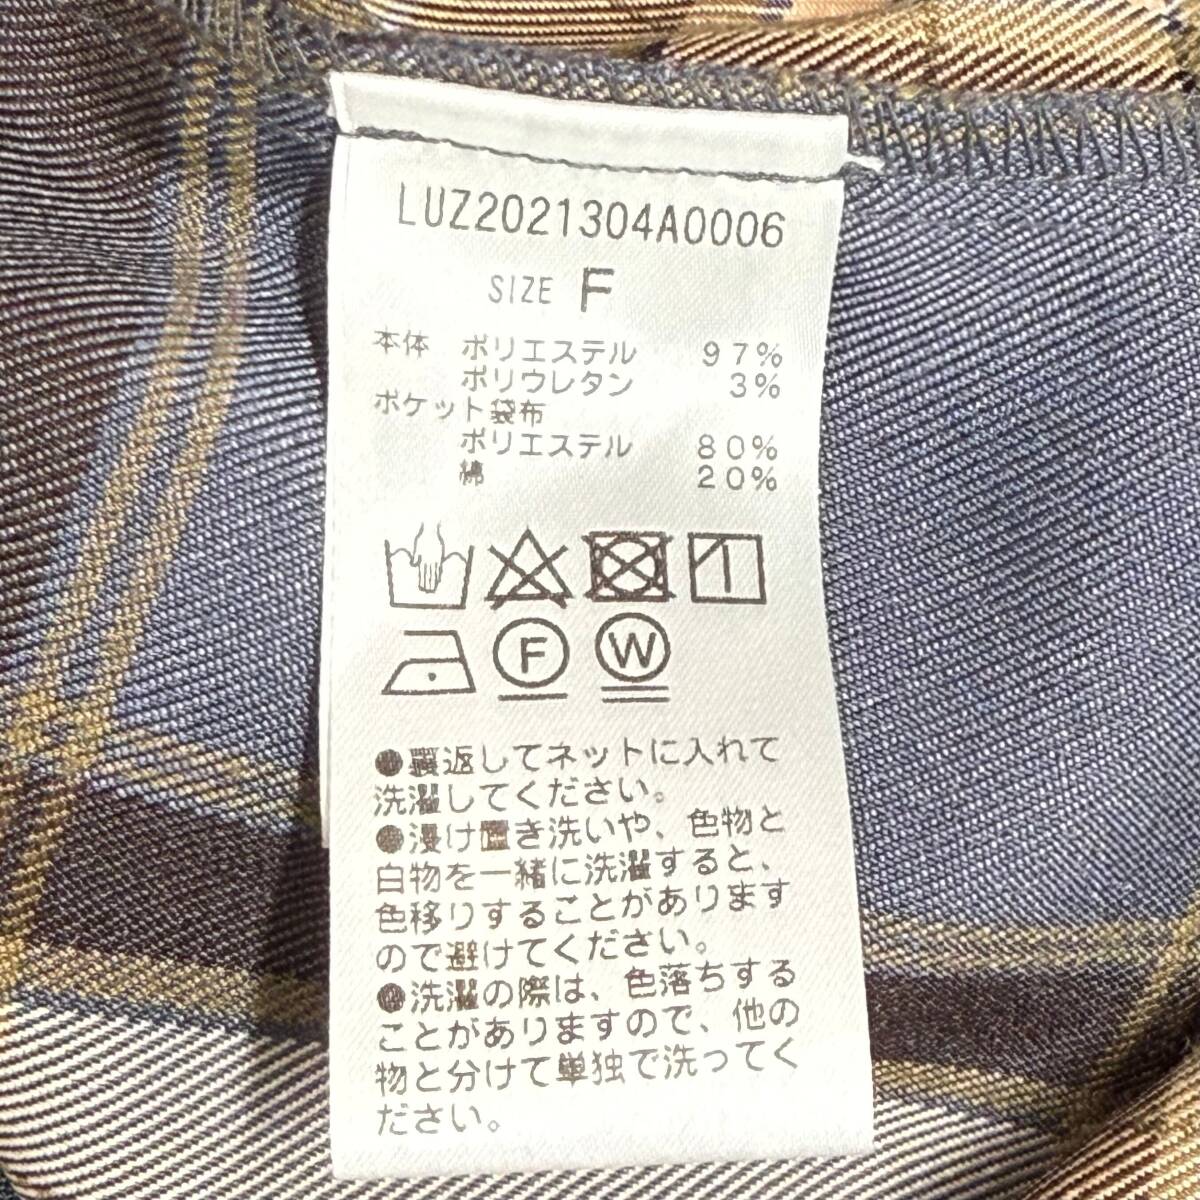 LUZ2021304A0006
SIZE F
本体 ポリエステル 97%
ポリウレタン 3%
ポケット袋布
ポリエステル 80%
綿 20%
F W
●裏返してネットに入れて
洗濯してください。
●浸け置き洗いや、色物と
白物を一緒に洗濯すると、
色移りすることがあります
ので避けてください。
●洗濯の際は、色落ちする
ことがありますので、他の
物と分けて単独で洗ってく
ださい。